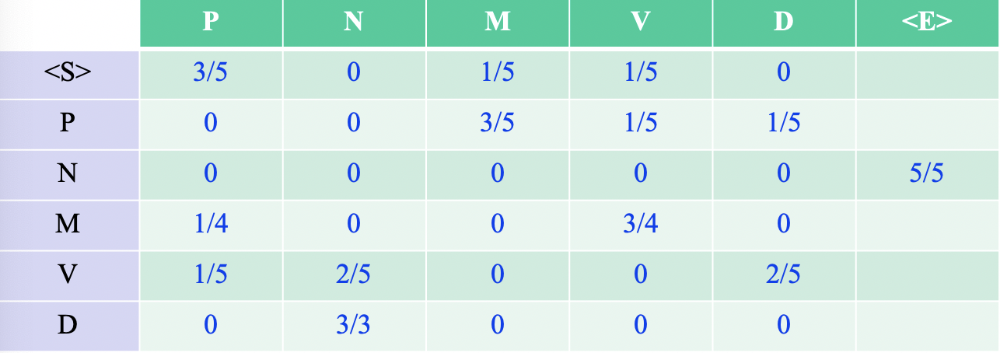 P N M V D <E>
<S> 3/5 0 1/5 1/5 0
P 0 0 3/5 1/5 1/5
N 0 0 0 0 0 5/5
M 1/4 0 0 3/4 0
V 1/5 2/5 0 0 2/5
D 0 3/3 0 0 0